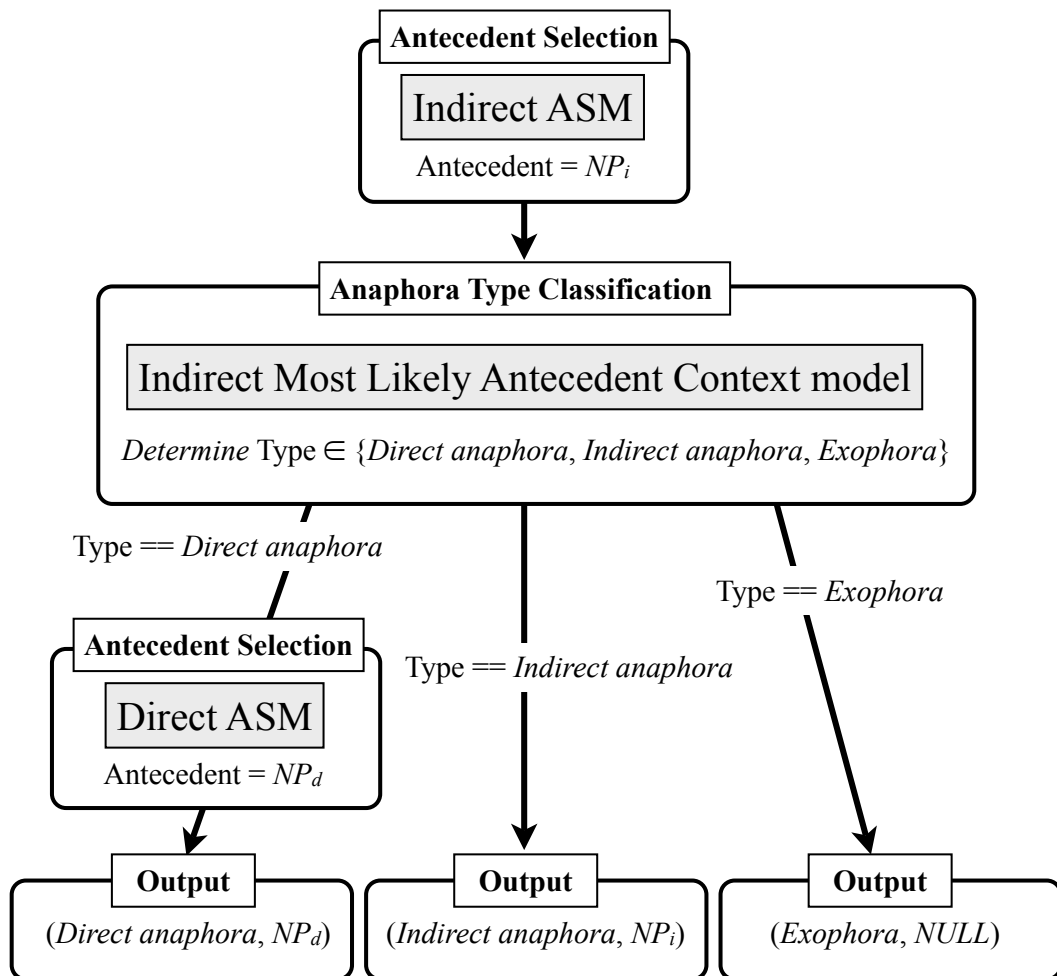 Antecedent Selection
Indirect ASM
Antecedent = NPi
Anaphora Type Classification
Indirect Most Likely Antecedent Context model
Determine Type ∈ {Direct anaphora, Indirect anaphora, Exophora}
Type == Direct anaphora
Type == Exophora
Type == Indirect anaphora
Antecedent Selection
Direct ASM
Antecedent = NPd
Output
(Direct anaphora, NPd)
Output
(Indirect anaphora, NPi)
Output
(Exophora, NULL)